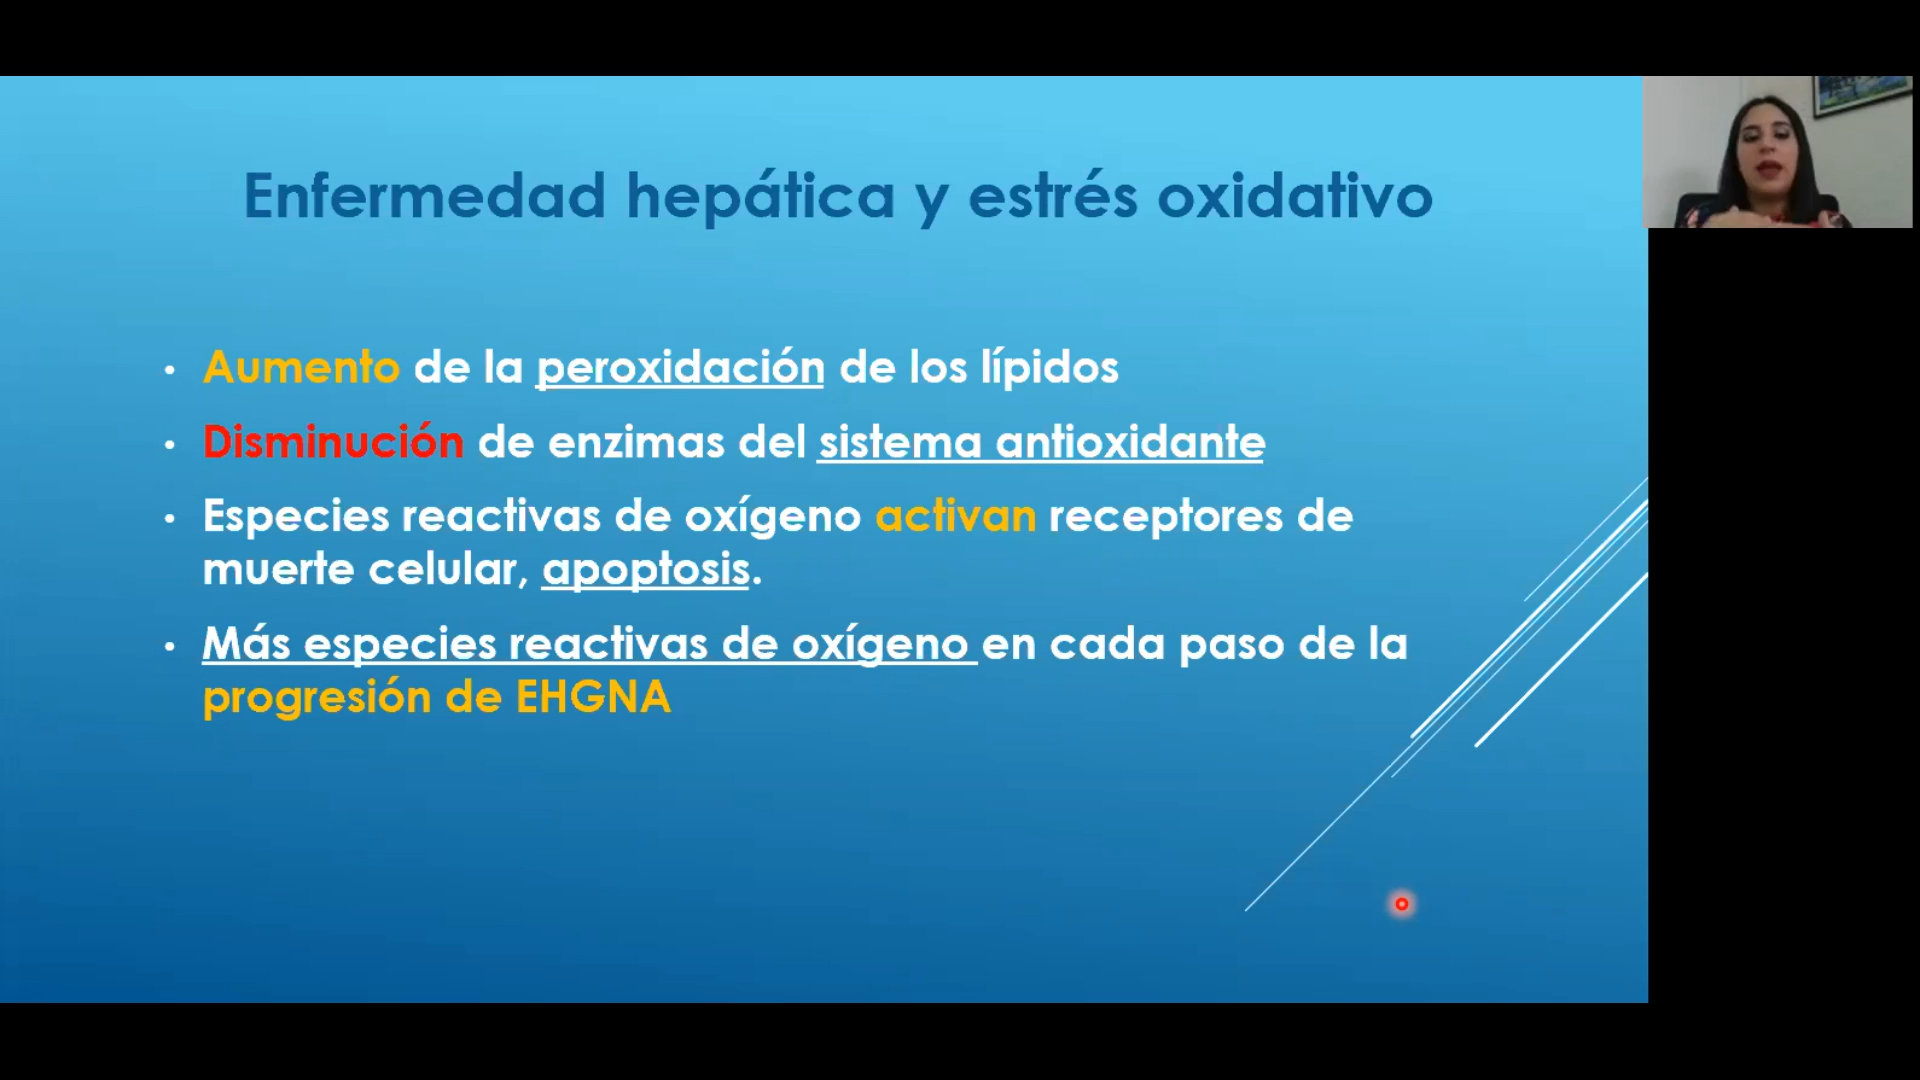 Enfermedad hepática y estrés oxidativo
• Aumento de la peroxidación de los lípidos
• Disminución de enzimas del sistema antioxidante
• Especies reactivas de oxígeno activan receptores de
muerte celular, apoptosis.
• Más especies reactivas de oxígeno en cada paso de la
progresión de EHGNA